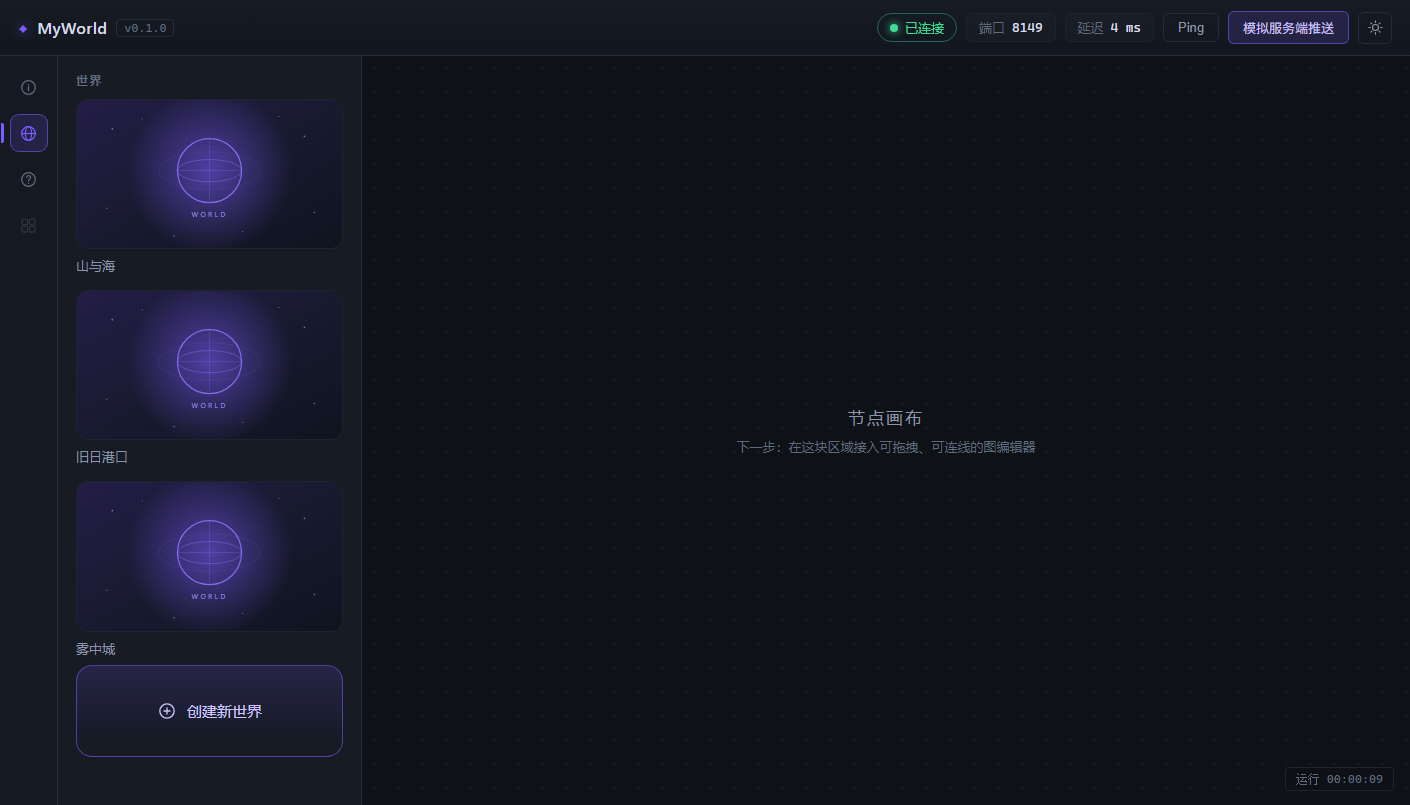 MyWorld v0.1.0 已连接 端口 8149 延迟 4 ms Ping 模拟服务端推送
世界
WORLD
山与海
WORLD
旧日港口
WORLD
雾中城
创建新世界
节点画布
下一步：在这块区域接入可拖拽、可连线的图编辑器
运行 00:00:09